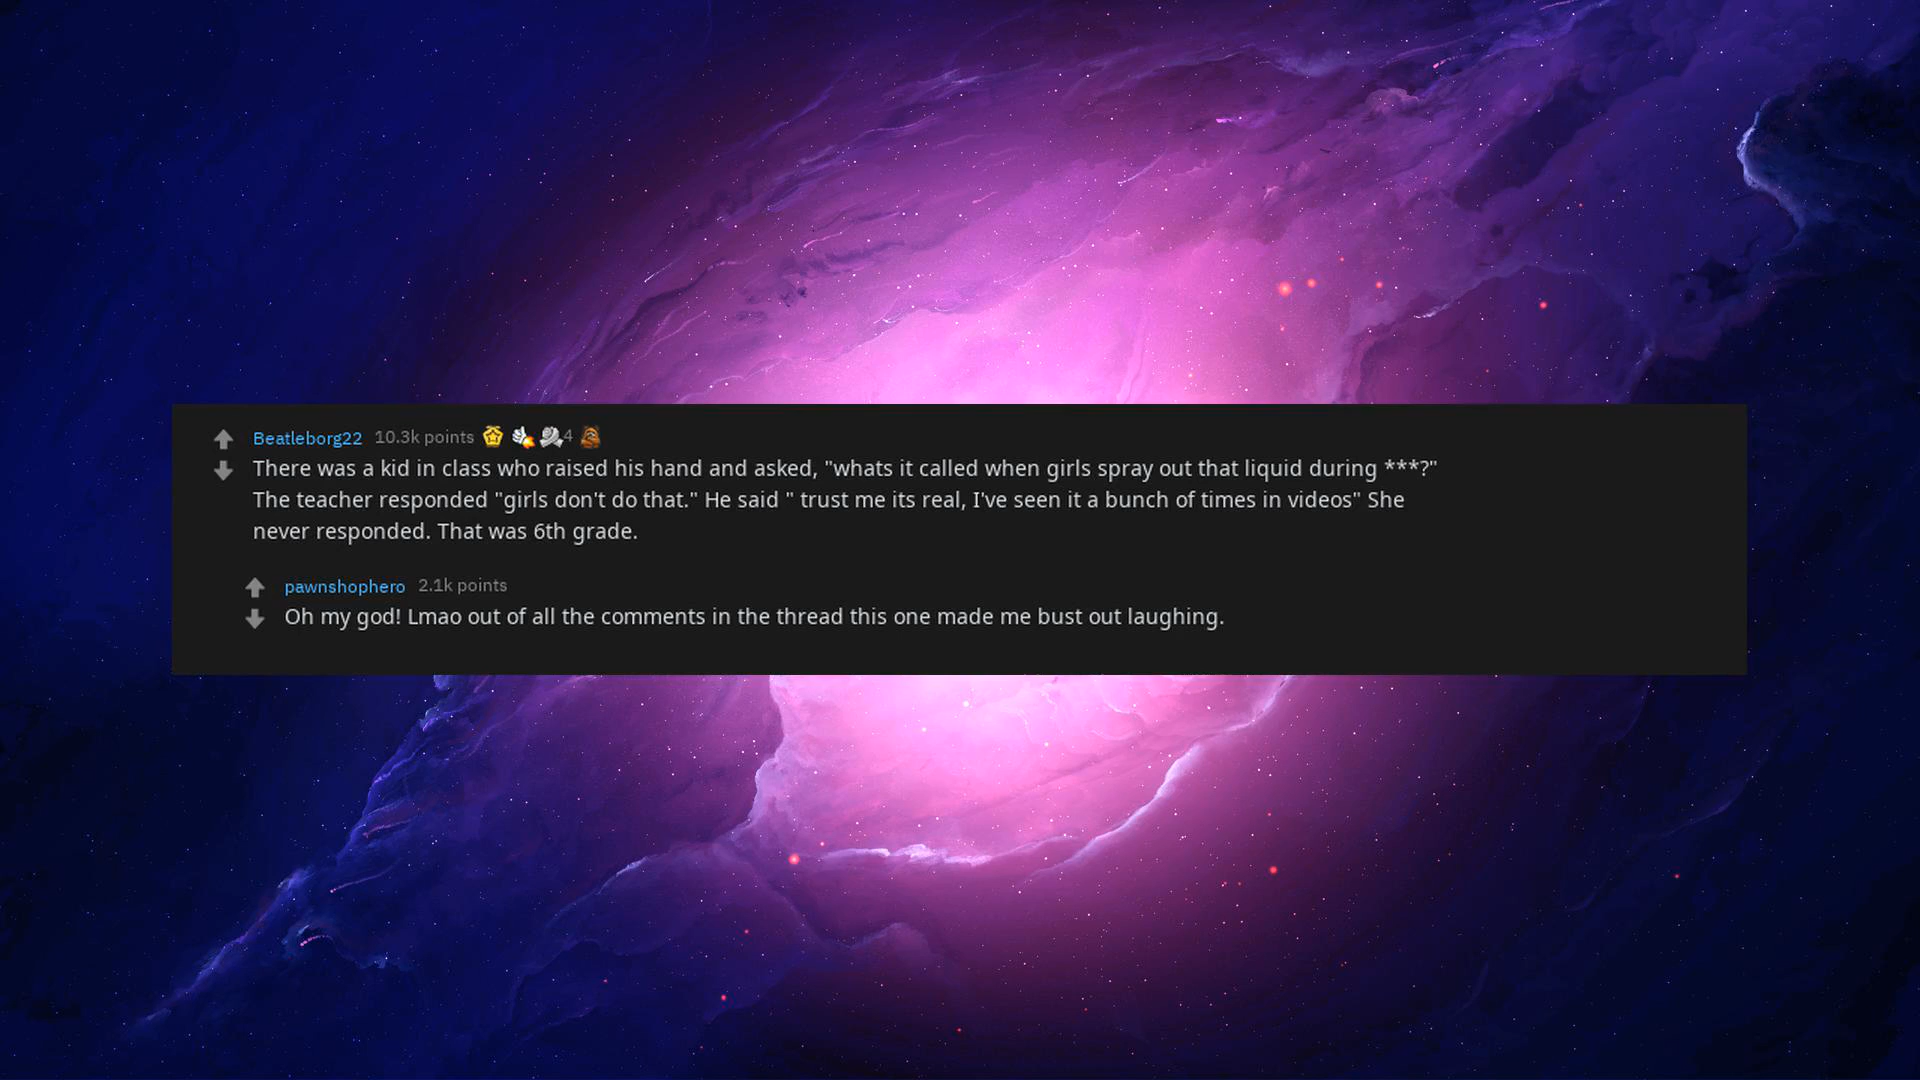 Beatleborg22 10.3k points 4
There was a kid in class who raised his hand and asked, "whats it called when girls spray out that liquid during ***?"
The teacher responded "girls don't do that." He said " trust me its real, I've seen it a bunch of times in videos" She
never responded. That was 6th grade.
pawnshophero 2.1k points
Oh my god! Lmao out of all the comments in the thread this one made me bust out laughing.